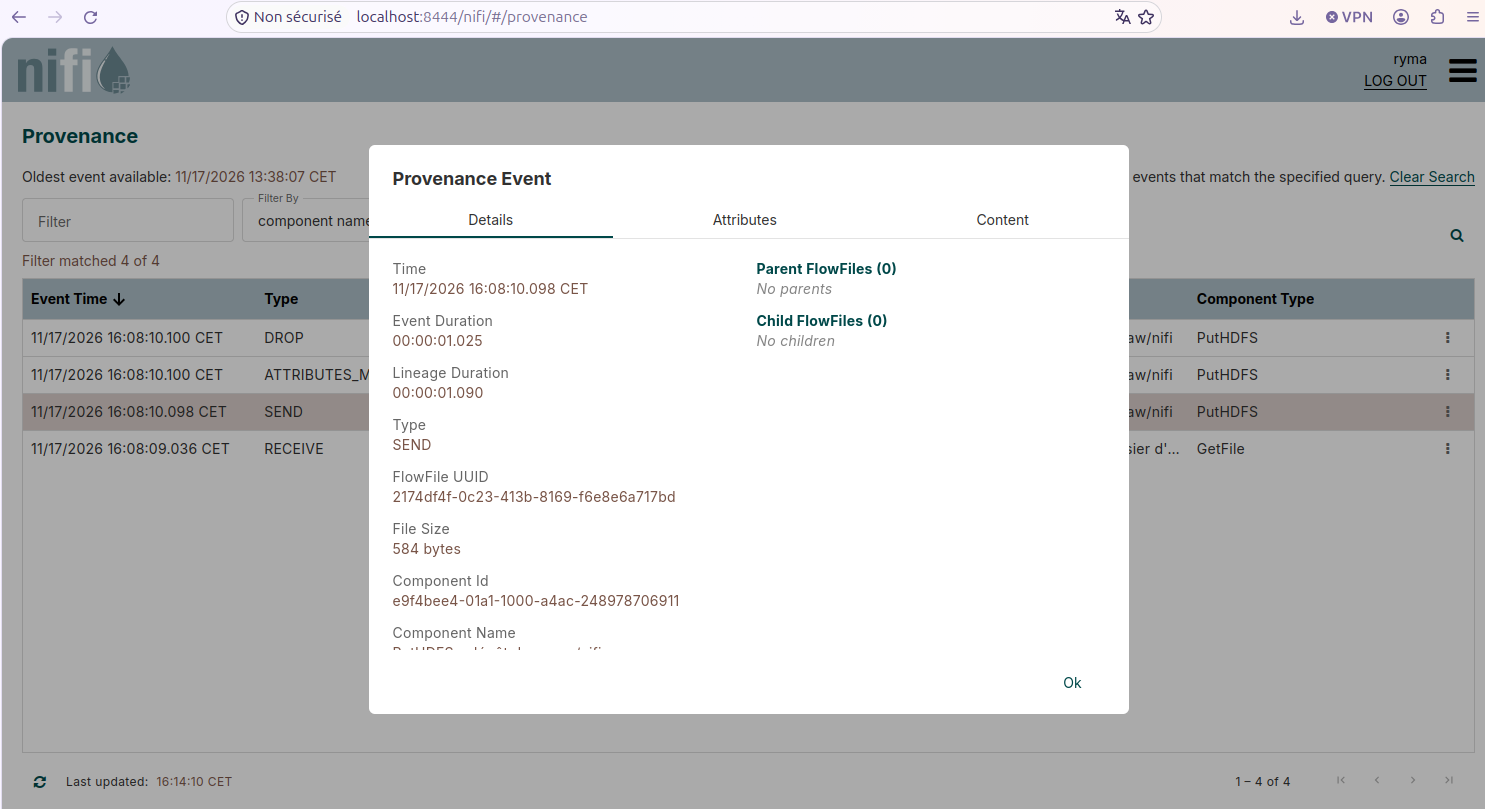 Non sécurisé localhost:8444/nifi/#/provenance VPN
nifi
ryma
LOG OUT
Provenance
Oldest event available: 11/17/2026 13:38:07 CET
events that match the specified query. Clear Search
Filter
Filter By
component name
Filter matched 4 of 4
Event Time Type Component Type
11/17/2026 16:08:10.100 CET DROP aw/nifi PutHDFS
11/17/2026 16:08:10.100 CET ATTRIBUTES_M aw/nifi PutHDFS
11/17/2026 16:08:10.098 CET SEND aw/nifi PutHDFS
11/17/2026 16:08:09.036 CET RECEIVE sier d'... GetFile
Provenance Event
Details Attributes Content
Time
11/17/2026 16:08:10.098 CET
Event Duration
00:00:01.025
Lineage Duration
00:00:01.090
Type
SEND
FlowFile UUID
2174df4f-0c23-413b-8169-f6e8e6a717bd
File Size
584 bytes
Component Id
e9f4bee4-01a1-1000-a4ac-248978706911
Component Name
Parent FlowFiles (0)
No parents
Child FlowFiles (0)
No children
Ok
Last updated: 16:14:10 CET
1 – 4 of 4